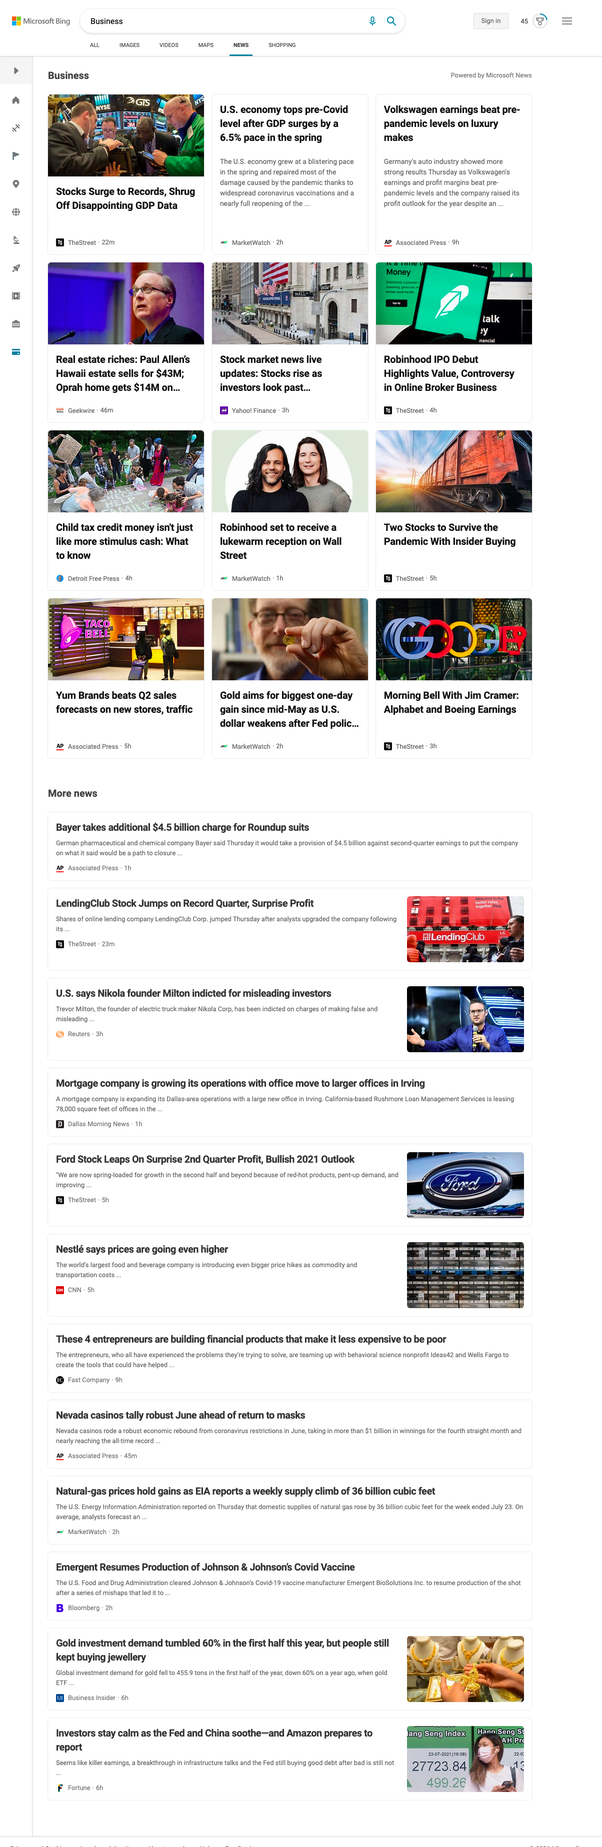 Microsoft Bing
Business
Sign in
45
ALL
IMAGES
VIDEOS
MAPS
NEWS
SHOPPING
Business
Powered by Microsoft News
GTS
Stocks Surge to Records, Shrug
Off Disappointing GDP Data
TheStreet · 22m
U.S. economy tops pre-Covid
level after GDP surges by a
6.5% pace in the spring
The U.S. economy grew at a blistering pace
in the spring and repaired most of the
damage caused by the pandemic thanks to
widespread coronavirus vaccinations and a
nearly full reopening of the ...
MarketWatch · 2h
Volkswagen earnings beat pre-
pandemic levels on luxury
makes
Germany's auto industry showed more
strong results Thursday as Volkswagen's
earnings and profit margins beat pre-
pandemic levels and the company raised its
profit outlook for the year despite an ...
AP
Associated Press · 9h
Real estate riches: Paul Allen's
Hawaii estate sells for $43M;
Oprah home gets $14M on...
Geekwire · 46m
WALL
Stock market news live
updates: Stocks rise as
investors look past...
Yahoo! Finance · 3h
Money
talk
Robinhood IPO Debut
Highlights Value, Controversy
in Online Broker Business
TheStreet · 4h
Child tax credit money isn't just
like more stimulus cash: What
to know
Detroit Free Press · 4h
Robinhood set to receive a
lukewarm reception on Wall
Street
MarketWatch · 1h
Two Stocks to Survive the
Pandemic With Insider Buying
TheStreet · 5h
TACO
BELL
Yum Brands beats Q2 sales
forecasts on new stores, traffic
AP
Associated Press · 5h
Gold aims for biggest one-day
gain since mid-May as U.S.
dollar weakens after Fed polic...
MarketWatch · 2h
Google
Morning Bell With Jim Cramer:
Alphabet and Boeing Earnings
TheStreet · 3h
More news
Bayer takes additional $4.5 billion charge for Roundup suits
German pharmaceutical and chemical company Bayer said Thursday it would take a provision of $4.5 billion against second-quarter earnings to put the company
on what it said would be a path to closure ...
AP
Associated Press · 1h
LendingClub Stock Jumps on Record Quarter, Surprise Profit
Shares of online lending company LendingClub Corp. jumped Thursday after analysts upgraded the company following
its ...
TheStreet · 23m
LendingClub
U.S. says Nikola founder Milton indicted for misleading investors
Trevor Milton, the founder of electric truck maker Nikola Corp, has been indicted on charges of making false and
misleading ...
Reuters · 3h
Mortgage company is growing its operations with office move to larger offices in Irving
A mortgage company is expanding its Dallas-area operations with a large new office in Irving. California-based Rushmore Loan Management Services is leasing
78,000 square feet of offices in the ...
Dallas Morning News · 1h
Ford Stock Leaps On Surprise 2nd Quarter Profit, Bullish 2021 Outlook
"We are now spring-loaded for growth in the second half and beyond because of red-hot products, pent-up demand, and
improving ...
TheStreet · 5h
Ford
Nestlé says prices are going even higher
The world's largest food and beverage company is introducing even bigger price hikes as commodity and
transportation costs ...
CNN · 5h
These 4 entrepreneurs are building financial products that make it less expensive to be poor
The entrepreneurs, who all have experienced the problems they're trying to solve, are teaming up with behavioral science nonprofit Ideas42 and Wells Fargo to
create the tools that could have helped ...
Fast Company · 9h
Nevada casinos tally robust June ahead of return to masks
Nevada casinos rode a robust economic rebound from coronavirus restrictions in June, taking in more than $1 billion in winnings for the fourth straight month and
nearly reaching the all-time record ...
AP
Associated Press · 45m
Natural-gas prices hold gains as EIA reports a weekly supply climb of 36 billion cubic feet
The U.S. Energy Information Administration reported on Thursday that domestic supplies of natural gas rose by 36 billion cubic feet for the week ended July 23. On
average, analysts forecast an ...
MarketWatch · 2h
Emergent Resumes Production of Johnson & Johnson's Covid Vaccine
The U.S. Food and Drug Administration cleared Johnson & Johnson's Covid-19 vaccine manufacturer Emergent BioSolutions Inc. to resume production of the shot
after a series of mishaps that led it to ...
B
Bloomberg · 2h
Gold investment demand tumbled 60% in the first half this year, but people still
kept buying jewellery
Global investment demand for gold fell to 455.9 tons in the first half of the year, down 60% on a year ago, when gold
ETF ...
Business Insider · 6h
Investors stay calm as the Fed and China soothe—and Amazon prepares to
report
Seems like killer earnings, a breakthrough in infrastructure talks and the Fed still buying good debt after bad is still not
...
Fortune · 6h
Hang Seng Index
27723.84
499.26